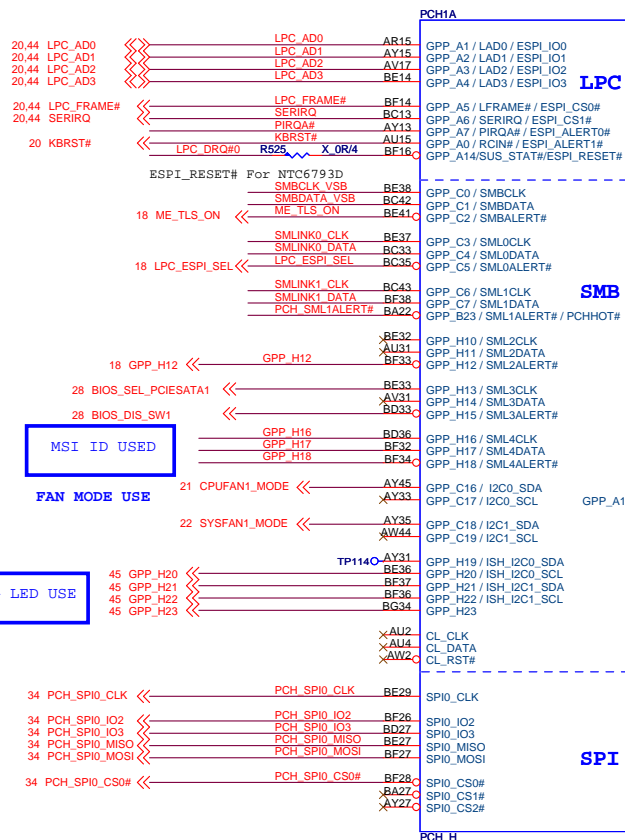 PCH1A
20,44 LPC_AD0 LPC_AD0 AR15 GPP_A1 / LAD0 / ESPI_IO0
20,44 LPC_AD1 LPC_AD1 AY15 GPP_A2 / LAD1 / ESPI_IO1
20,44 LPC_AD2 LPC_AD2 AV17 GPP_A3 / LAD2 / ESPI_IO2
20,44 LPC_AD3 LPC_AD3 BE14 GPP_A4 / LAD3 / ESPI_IO3
LPC
20,44 LPC_FRAME# LPC_FRAME# BF14 GPP_A5 / LFRAME# / ESPI_CS0#
20,44 SERIRQ SERIRQ BC13 GPP_A6 / SERIRQ / ESPI_CS1#
PIRQA# AY13 GPP_A7 / PIRQA# / ESPI_ALERT0#
20 KBRST# KBRST# AU15 GPP_A0 / RCIN# / ESPI_ALERT1#
LPC_DRQ#0 R525 X_0R/4 BF16 GPP_A14/SUS_STAT#/ESPI_RESET#
ESPI_RESET# For NTC6793D
SMBCLK_VSB BE38 GPP_C0 / SMBCLK
SMBDATA_VSB BC42 GPP_C1 / SMBDATA
18 ME_TLS_ON ME_TLS_ON BE41 GPP_C2 / SMBALERT#
SMLINK0_CLK BE37 GPP_C3 / SML0CLK
SMLINK0_DATA BC33 GPP_C4 / SML0DATA
18 LPC_ESPI_SEL LPC_ESPI_SEL BC35 GPP_C5 / SML0ALERT#
SMLINK1_CLK BC43 GPP_C6 / SML1CLK
SMB
SMLINK1_DATA BF38 GPP_C7 / SML1DATA
PCH_SML1ALERT# BA22 GPP_B23 / SML1ALERT# / PCHHOT#
BE32 GPP_H10 / SML2CLK
AU31 GPP_H11 / SML2DATA
18 GPP_H12 GPP_H12 BF33 GPP_H12 / SML2ALERT#
28 BIOS_SEL_PCIESATA1 BE33 GPP_H13 / SML3CLK
AV31 GPP_H14 / SML3DATA
28 BIOS_DIS_SW1 BD33 GPP_H15 / SML3ALERT#
MSI ID USED
GPP_H16 BD36 GPP_H16 / SML4CLK
GPP_H17 BF32 GPP_H17 / SML4DATA
GPP_H18 BF34 GPP_H18 / SML4ALERT#
FAN MODE USE
21 CPUFAN1_MODE AY45 GPP_C16 / I2C0_SDA
AY33 GPP_C17 / I2C0_SCL GPP_A1
22 SYSFAN1_MODE AY35 GPP_C18 / I2C1_SDA
AW44 GPP_C19 / I2C1_SCL
TP114 AY31 GPP_H19 / ISH_I2C0_SDA
45 GPP_H20 BE36 GPP_H20 / ISH_I2C0_SCL
45 GPP_H21 BF37 GPP_H21 / ISH_I2C1_SDA
45 GPP_H22 BF36 GPP_H22 / ISH_I2C1_SCL
45 GPP_H23 BG34 GPP_H23
LED USE
AU2 CL_CLK
AU4 CL_DATA
AW2 CL_RST#
34 PCH_SPI0_CLK PCH_SPI0_CLK BE29 SPI0_CLK
34 PCH_SPI0_IO2 PCH_SPI0_IO2 BF26 SPI0_IO2
34 PCH_SPI0_IO3 PCH_SPI0_IO3 BD27 SPI0_IO3
34 PCH_SPI0_MISO PCH_SPI0_MISO BE27 SPI0_MISO
34 PCH_SPI0_MOSI PCH_SPI0_MOSI BF27 SPI0_MOSI
SPI
34 PCH_SPI0_CS0# PCH_SPI0_CS0# BF28 SPI0_CS0#
BA27 SPI0_CS1#
AY27 SPI0_CS2#
PCH_H